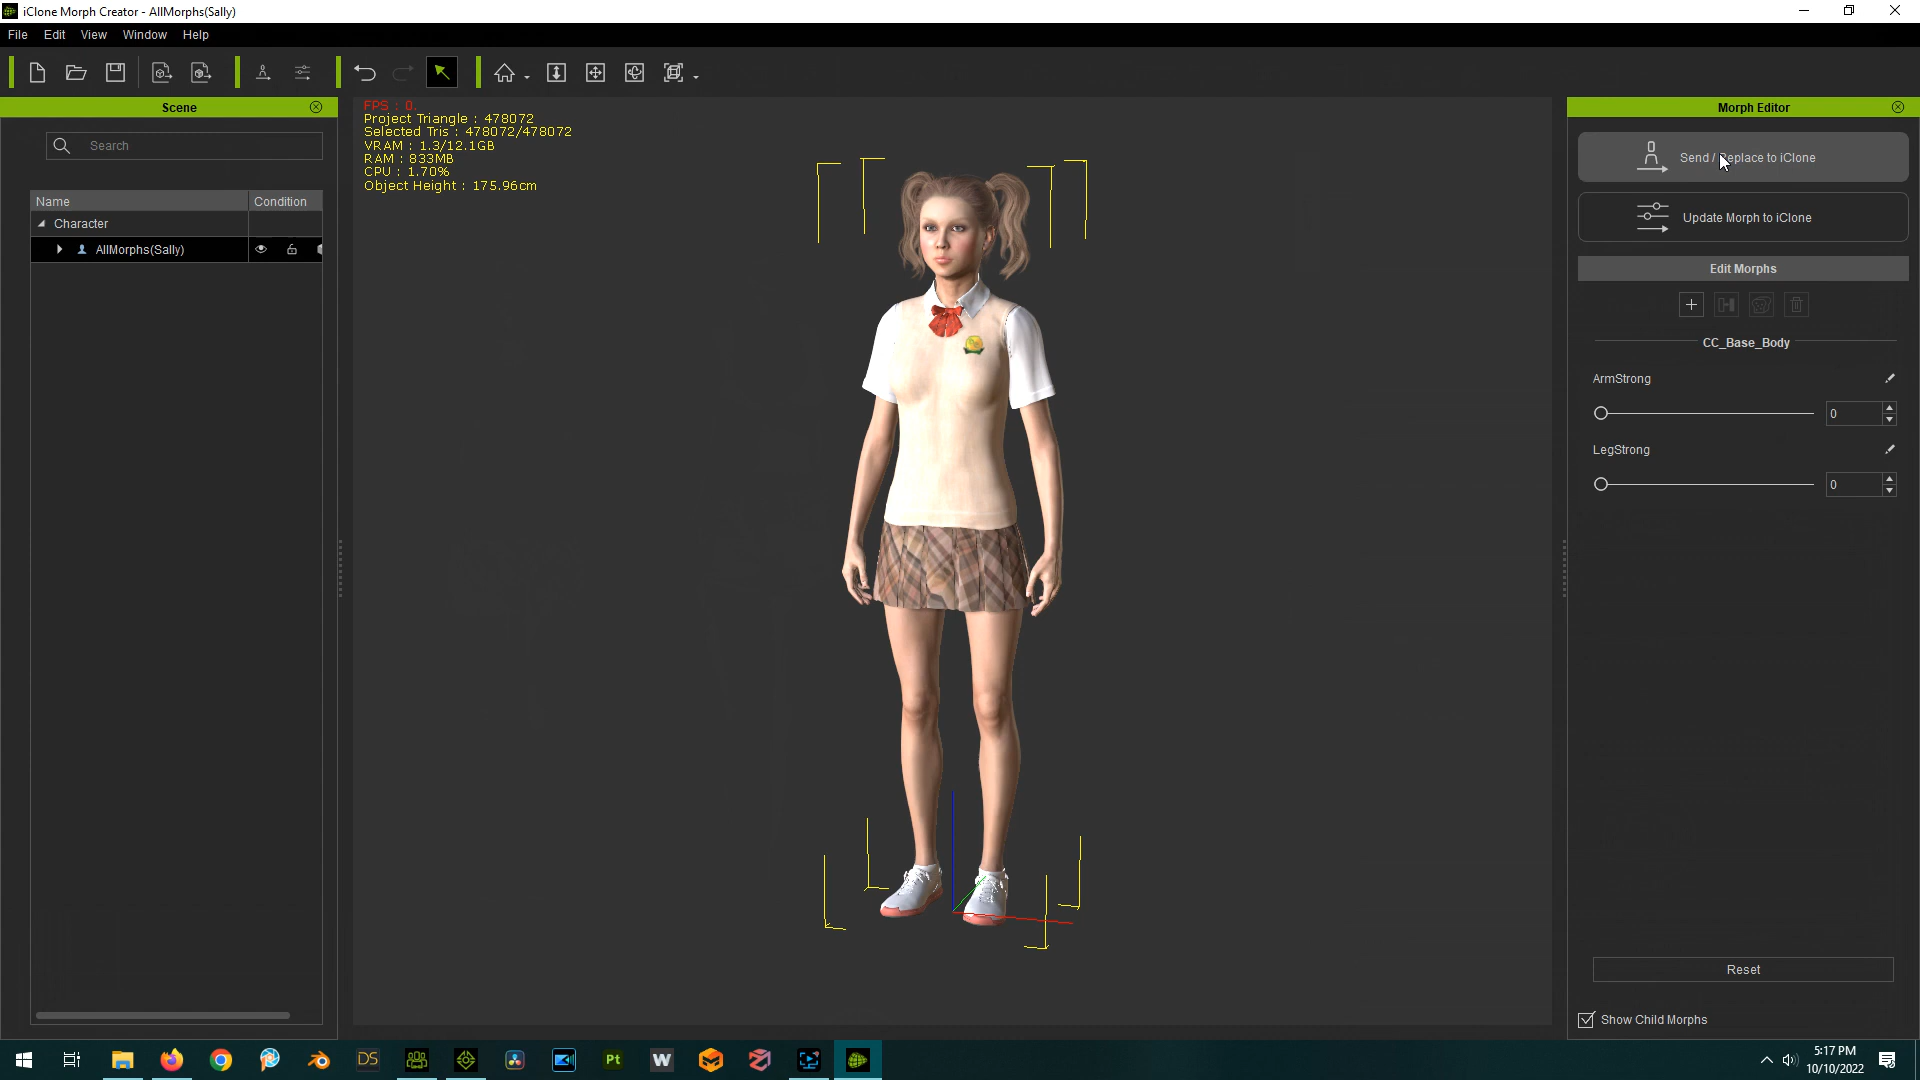 iClone Morph Creator - AllMorphs(Sally)
File Edit View Window Help
Scene
Search
Name Condition
Character
AllMorphs(Sally)
FPS : 0.
Project Triangle : 478072
Selected Tris : 478072/478072
VRAM : 1.3/12.1GB
RAM : 833MB
CPU : 1.70%
Object Height : 175.96cm
Morph Editor
Send / Replace to iClone
Update Morph to iClone
Edit Morphs
CC_Base_Body
ArmStrong
0
LegStrong
0
Reset
Show Child Morphs
DS
Pt
W
5:17 PM
10/10/2022